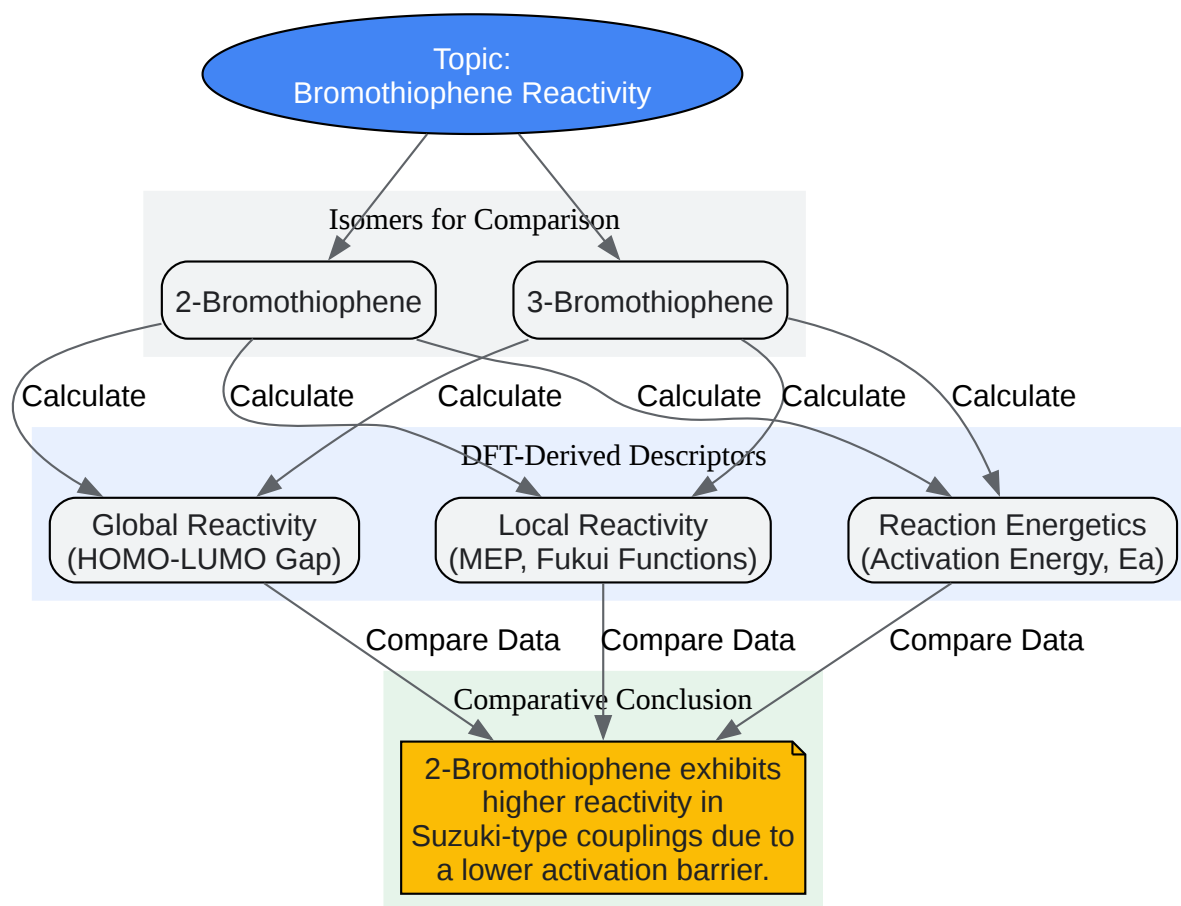 Topic:
Bromothiophene Reactivity
Isomers for Comparison
2-Bromothiophene
3-Bromothiophene
Calculate
Calculate
Calculate
Calculate
Calculate
Calculate
DFT-Derived Descriptors
Global Reactivity
(HOMO-LUMO Gap)
Local Reactivity
(MEP, Fukui Functions)
Reaction Energetics
(Activation Energy, Ea)
Compare Data
Compare Data
Compare Data
Comparative Conclusion
2-Bromothiophene exhibits
higher reactivity in
Suzuki-type couplings due to
a lower activation barrier.